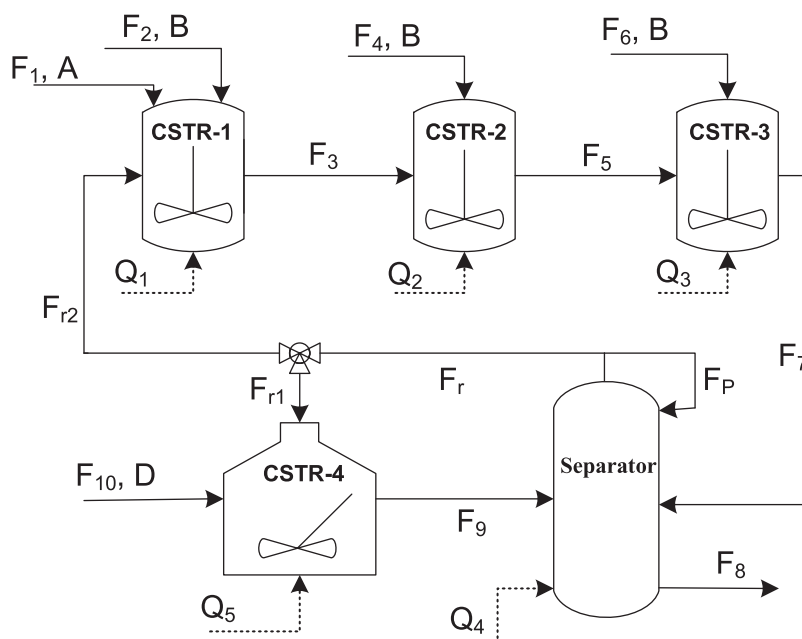 F2, B
F4, B
F6, B
F1, A
CSTR-1
CSTR-2
CSTR-3
F3
F5
Q1
Q2
Q3
Fr2
Fr1
Fr
FP
F7
CSTR-4
Separator
F10, D
F9
F8
Q5
Q4